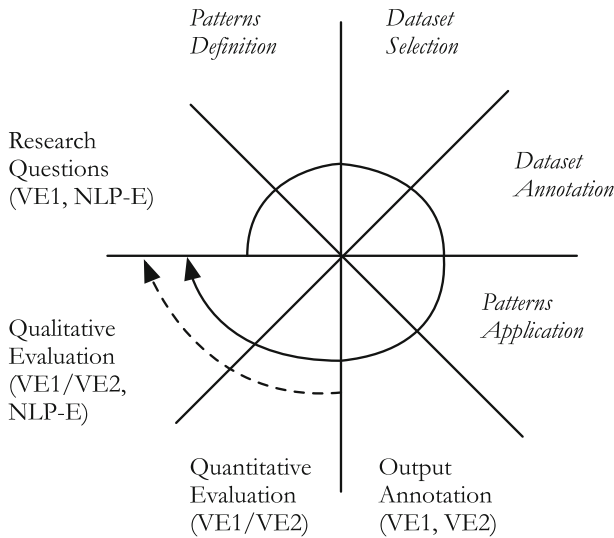 Patterns
Definition
Dataset
Selection
Research
Questions
(VE1, NLP-E)
Dataset
Annotation
Patterns
Application
Qualitative
Evaluation
(VE1/VE2,
NLP-E)
Quantitative
Evaluation
(VE1/VE2)
Output
Annotation
(VE1, VE2)